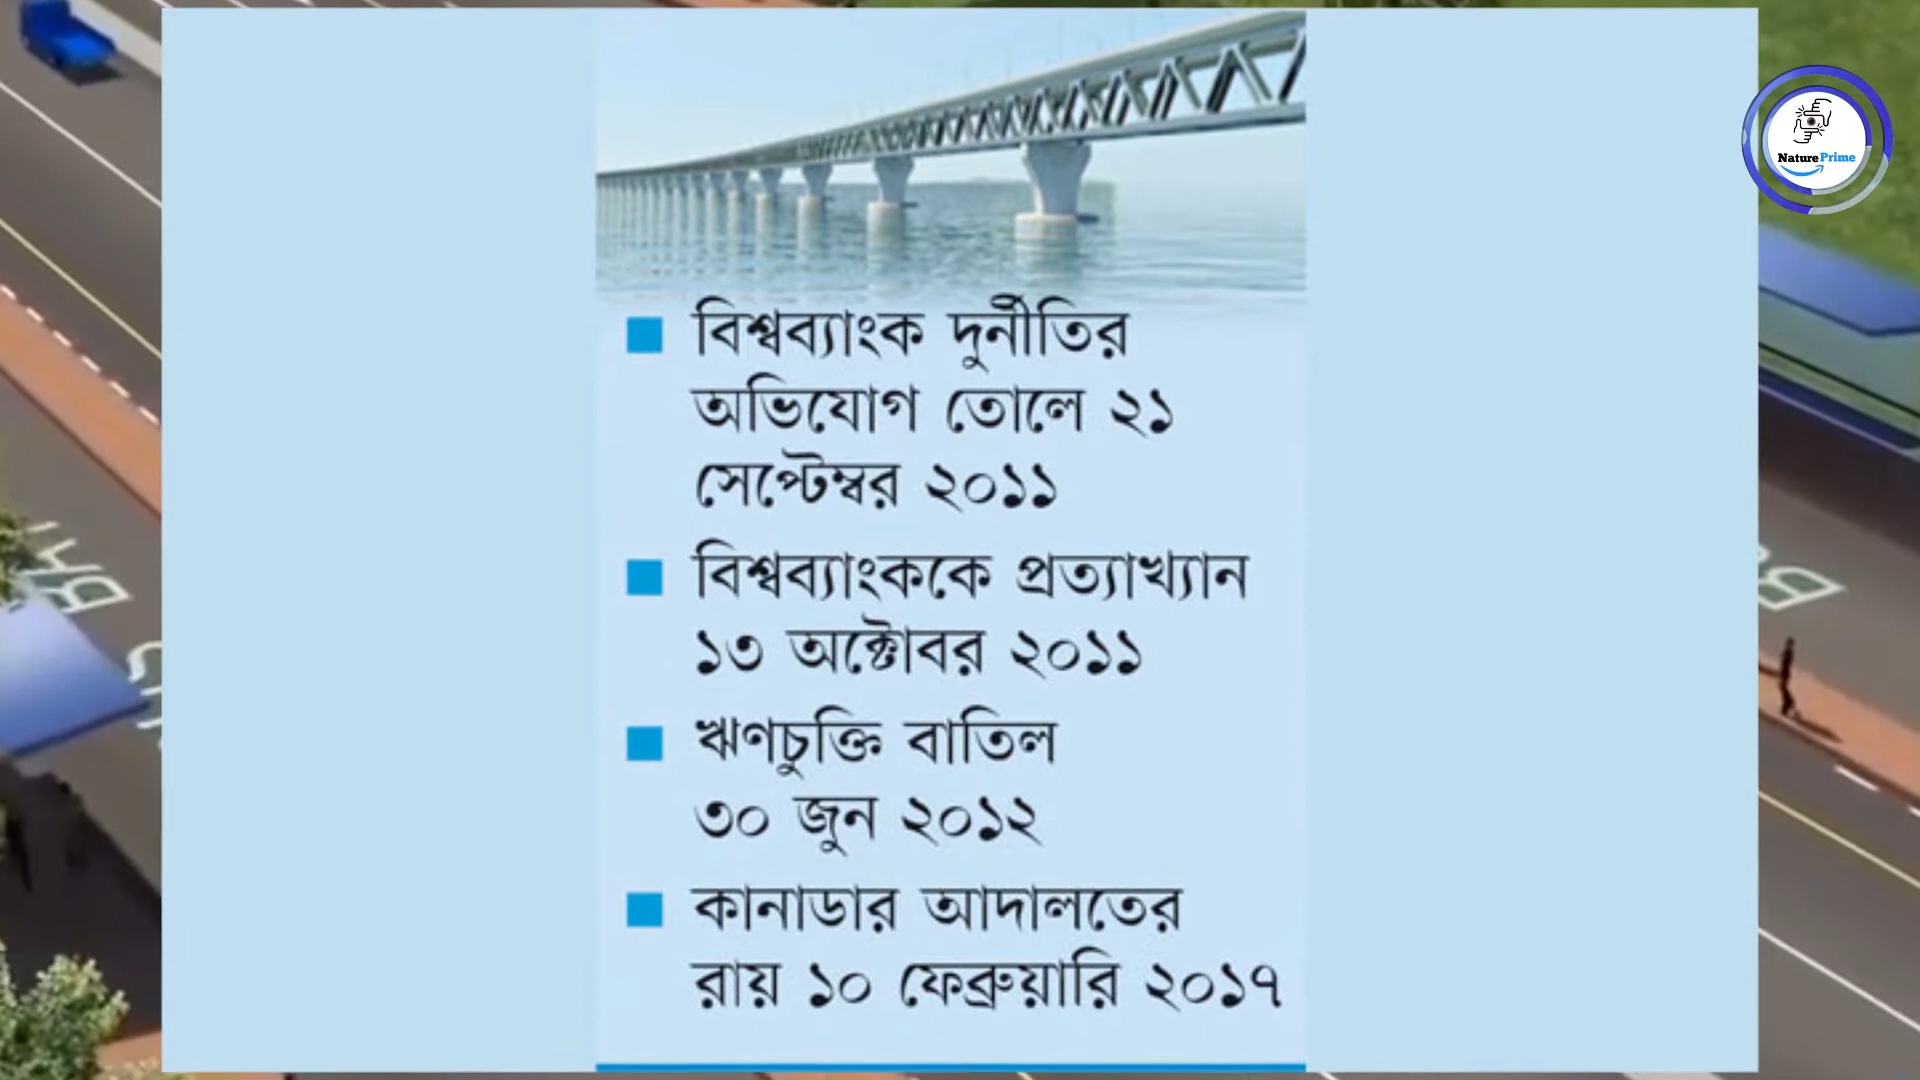 Nature Prime
■ বিশ্বব্যাংক দুর্নীতির
অভিযোগ তোলে ২১
সেপ্টেম্বর ২০১১
■ বিশ্বব্যাংককে প্রত্যাখ্যান
১৩ অক্টোবর ২০১১
■ ঋণচুক্তি বাতিল
৩০ জুন ২০১২
■ কানাডার আদালতের
রায় ১০ ফেব্রুয়ারি ২০১৭